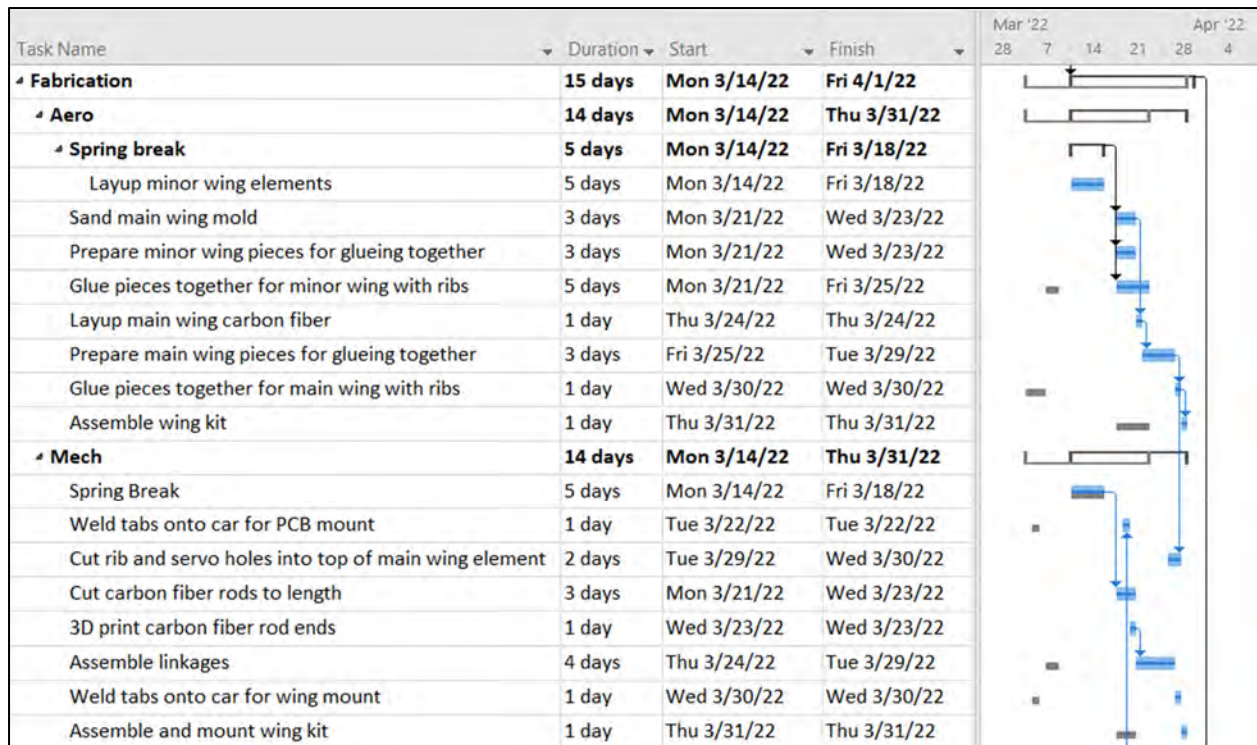 Mar '22 Apr '22
Task Name Duration Start Finish 28 7 14 21 28 4
Fabrication 15 days Mon 3/14/22 Fri 4/1/22
Aero 14 days Mon 3/14/22 Thu 3/31/22
Spring break 5 days Mon 3/14/22 Fri 3/18/22
Layup minor wing elements 5 days Mon 3/14/22 Fri 3/18/22
Sand main wing mold 3 days Mon 3/21/22 Wed 3/23/22
Prepare minor wing pieces for glueing together 3 days Mon 3/21/22 Wed 3/23/22
Glue pieces together for minor wing with ribs 5 days Mon 3/21/22 Fri 3/25/22
Layup main wing carbon fiber 1 day Thu 3/24/22 Thu 3/24/22
Prepare main wing pieces for glueing together 3 days Fri 3/25/22 Tue 3/29/22
Glue pieces together for main wing with ribs 1 day Wed 3/30/22 Wed 3/30/22
Assemble wing kit 1 day Thu 3/31/22 Thu 3/31/22
Mech 14 days Mon 3/14/22 Thu 3/31/22
Spring Break 5 days Mon 3/14/22 Fri 3/18/22
Weld tabs onto car for PCB mount 1 day Tue 3/22/22 Tue 3/22/22
Cut rib and servo holes into top of main wing element 2 days Tue 3/29/22 Wed 3/30/22
Cut carbon fiber rods to length 3 days Mon 3/21/22 Wed 3/23/22
3D print carbon fiber rod ends 1 day Wed 3/23/22 Wed 3/23/22
Assemble linkages 4 days Thu 3/24/22 Tue 3/29/22
Weld tabs onto car for wing mount 1 day Wed 3/30/22 Wed 3/30/22
Assemble and mount wing kit 1 day Thu 3/31/22 Thu 3/31/22